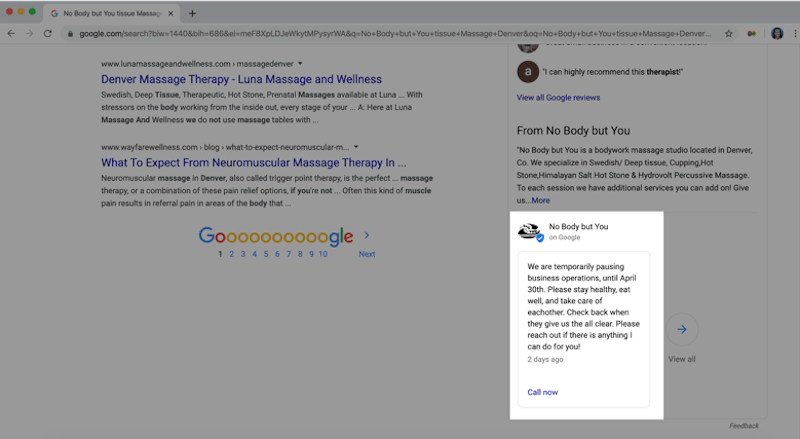 No Body but You tissue Massage
google.com/search?biw=1440&bih=686&ei=meF8XpLDJeWkytMPysyrWA&q=No+Body+but+You+tissue+Massage+Denver&oq=No+Body+but+You+tissue+Massage+Denver...
www.lunamassageandwellness.com › massagedenver
Denver Massage Therapy - Luna Massage and Wellness
Swedish, Deep Tissue, Therapeutic, Hot Stone, Prenatal Massages available at Luna ... With
stressors on the body working from the inside out, every stage of your ... A: Here at Luna
Massage And Wellness we do not use massage tables with ...
www.wayfarewellness.com › blog › what-to-expect-neuromuscular-m...
What To Expect From Neuromuscular Massage Therapy In ...
Neuromuscular massage in Denver, also called trigger point therapy, is the perfect ... massage
therapy, or a combination of these pain relief options, if you're not ... Often this kind of muscle
pain results in referral pain in areas of the body that ...
Goooooooooogle
1 2 3 4 5 6 7 8 9 10 Next
a "I can highly recommend this therapist!"
View all Google reviews
From No Body but You
"No Body but You is a bodywork massage studio located in Denver,
Co. We specialize in Swedish/ Deep tissue, Cupping,Hot
Stone,Himalayan Salt Hot Stone & Hydrovolt Percussive Massage.
To each session we have additional services you can add on! Give
us...More
No Body but You
on Google
We are temporarily pausing
business operations, until April
30th. Please stay healthy, eat
well, and take care of
eachother. Check back when
they give us the all clear. Please
reach out if there is anything I
can do for you!
2 days ago
Call now
View all
Feedback